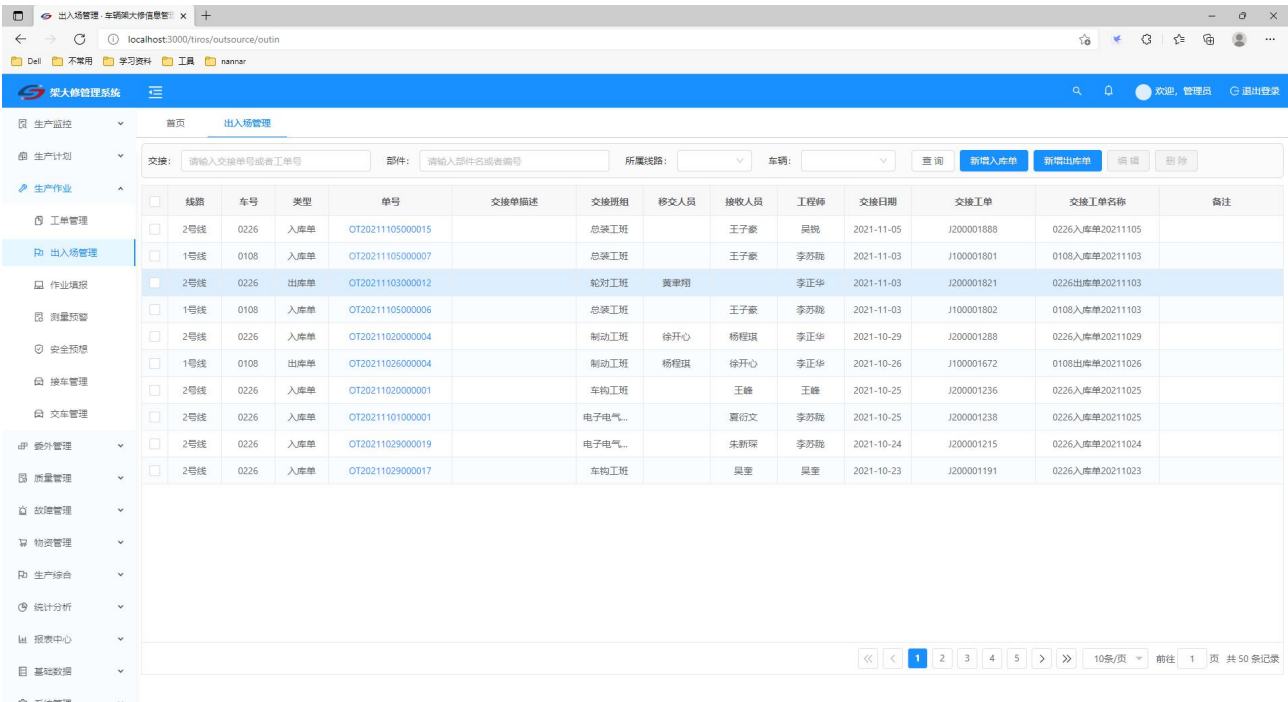 出入场管理 - 车辆架大修信息管
localhost:3000/tiros/outsource/outin
Dell 不常用 学习资料 工具 nannar
架大修管理系统 欢迎，管理员 退出登录
生产监控
生产计划
生产作业
工单管理
出入场管理
作业填报
测量预警
安全预想
接车管理
交车管理
委外管理
质量管理
故障管理
物资管理
生产综合
统计分析
报表中心
基础数据
首页 出入场管理
交接: 请输入交接单号或者工单号 部件: 请输入部件名或者编号 所属线路: 车辆: 查询 新增入库单 新增出库单 编辑 删除
线路 车号 类型 单号 交接单描述 交接班组 移交人员 接收人员 工程师 交接日期 交接工单 交接工单名称 备注
2号线 0226 入库单 OT20211105000015 总装工班 王子豪 吴锐 2021-11-05 J200001888 0226入库单20211105
1号线 0108 入库单 OT20211105000007 总装工班 王子豪 李苏 2021-11-03 J100001801 0108入库单20211103
2号线 0226 出库单 OT20211103000012 轮对工班 黄聿翔 李正华 2021-11-03 J200001821 0226出库单20211103
1号线 0108 入库单 OT20211105000006 总装工班 王子豪 李苏 2021-11-03 J100001802 0108入库单20211103
2号线 0226 入库单 OT20211020000004 制动工班 徐开心 杨程琪 李正华 2021-10-29 J200001288 0226入库单20211029
1号线 0108 出库单 OT20211026000004 制动工班 杨程琪 徐开心 李正华 2021-10-26 J100001672 0108出库单20211026
2号线 0226 入库单 OT20211020000001 车钩工班 王峰 王峰 2021-10-25 J200001236 0226入库单20211025
2号线 0226 入库单 OT20211101000001 电子电气... 夏衍文 李苏 2021-10-25 J200001238 0226入库单20211025
2号线 0226 入库单 OT20211029000019 电子电气... 朱新琛 李苏 2021-10-24 J200001215 0226入库单20211024
2号线 0226 入库单 OT20211029000017 车钩工班 吴奎 吴奎 2021-10-23 J200001191 0226入库单20211023
1 2 3 4 5 10条/页 前往 1 页 共 50 条记录